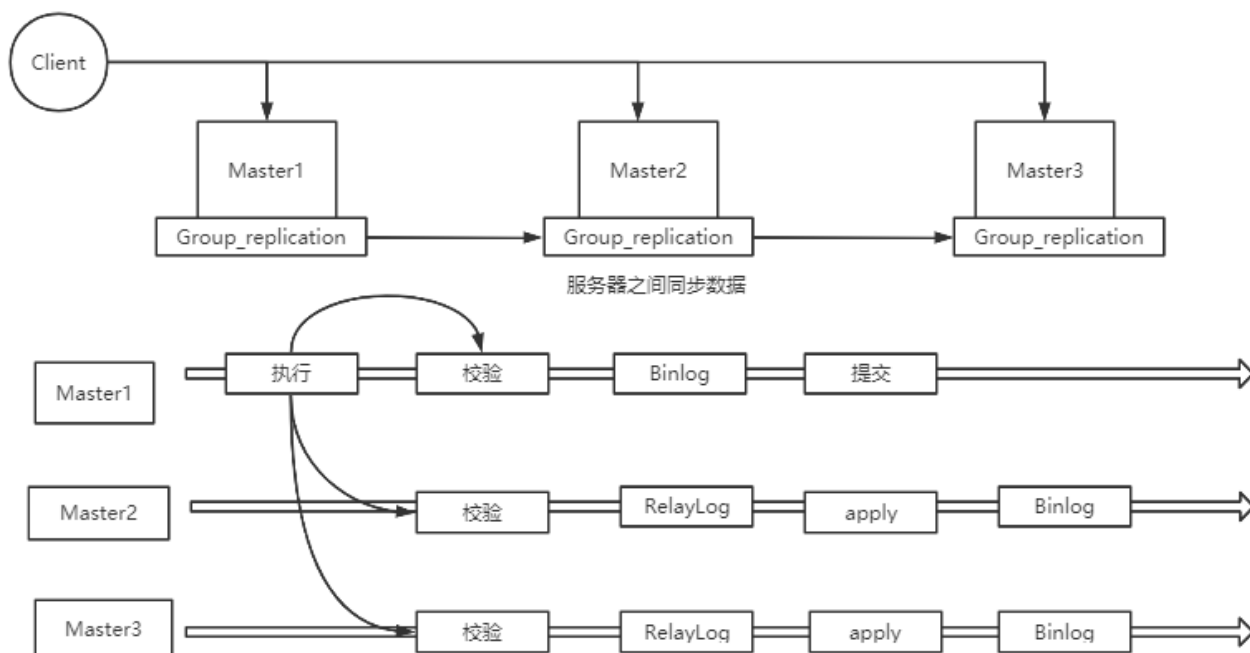 Client
Master1
Master2
Master3
Group_replication
Group_replication
Group_replication
服务器之间同步数据
Master1
执行
校验
Binlog
提交
Master2
校验
RelayLog
apply
Binlog
Master3
校验
RelayLog
apply
Binlog